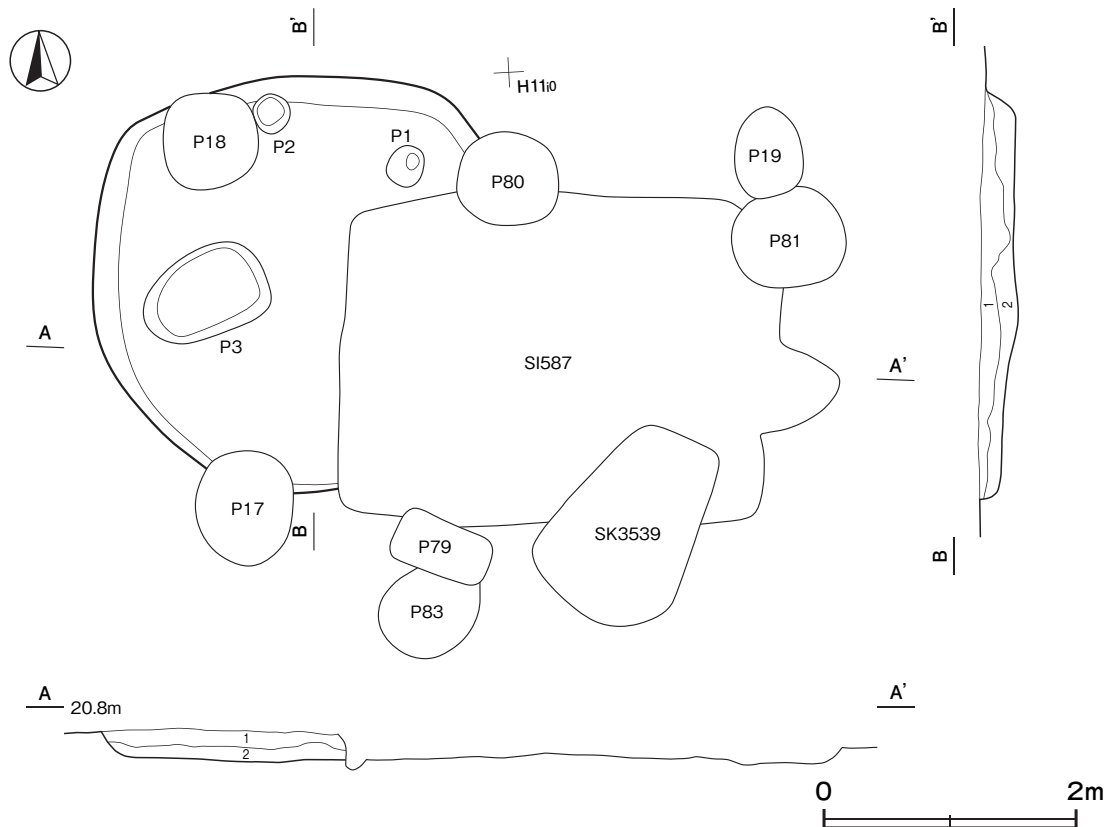 B'
B'
H11i0
P18
P2
P1
P80
P19
P81
P3
A
A'
SI587
1
2
P17
B
P79
SK3539
B
P83
A
20.8m
A'
1
2
0
2m